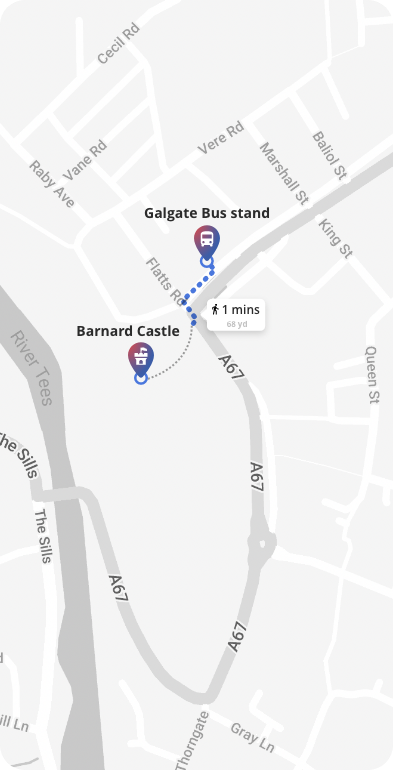 Cecil Rd
Vere Rd
Baliol St
Vane Rd
Marshall St
Raby Ave
Galgate Bus stand
King St
Flatts Rd
1 mins
68 yd
Barnard Castle
River Tees
A67
Queen St
The Sills
A67
The Sills
A67
A67
d
ill Ln
Thorngate
Gray Ln